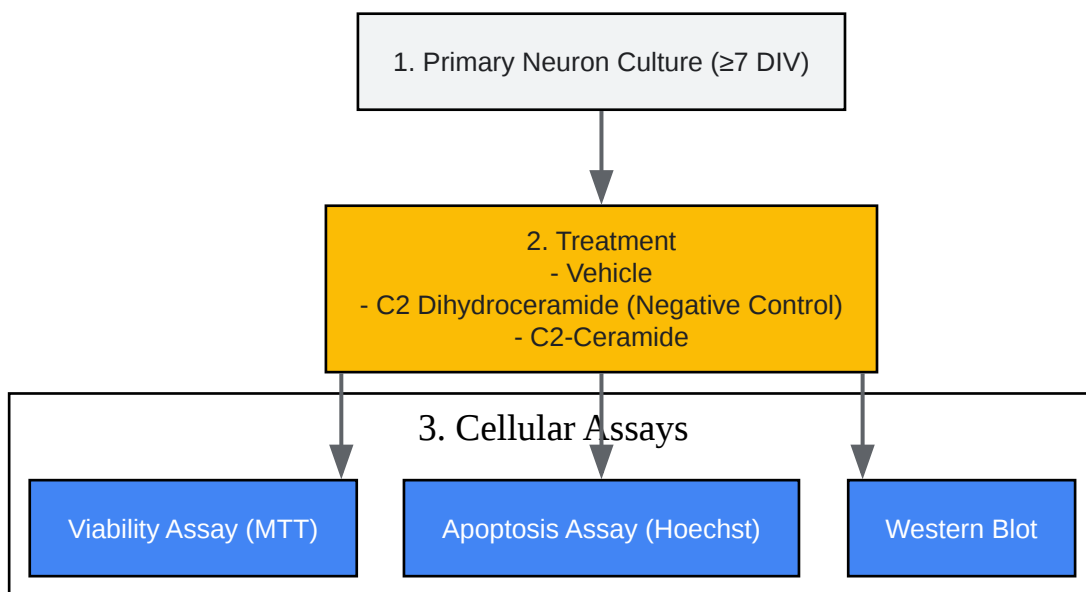 1. Primary Neuron Culture (≥7 DIV)
2. Treatment
- Vehicle
- C2 Dihydroceramide (Negative Control)
- C2-Ceramide
3. Cellular Assays
Viability Assay (MTT)
Apoptosis Assay (Hoechst)
Western Blot